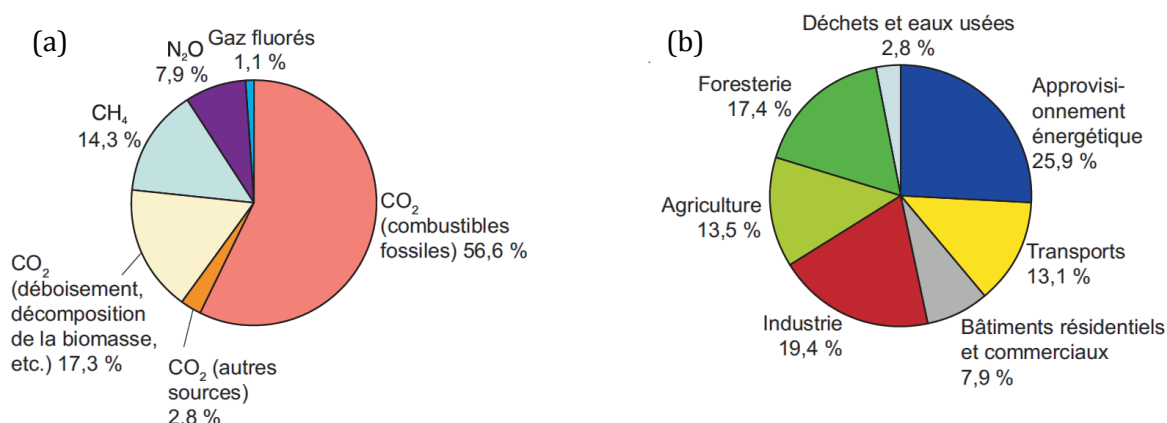 (a)
Gaz fluorés
1,1 %
N₂O
7,9 %
CH₄
14,3 %
CO₂
(combustibles
fossiles) 56,6 %
CO₂
(déboisement,
décomposition
de la biomasse,
etc.) 17,3 %
CO₂ (autres
sources)
2,8 %
(b)
Déchets et eaux usées
2,8 %
Foresterie
17,4 %
Approvisi-
onnement
énergétique
25,9 %
Agriculture
13,5 %
Transports
13,1 %
Industrie
19,4 %
Bâtiments résidentiels
et commerciaux
7,9 %